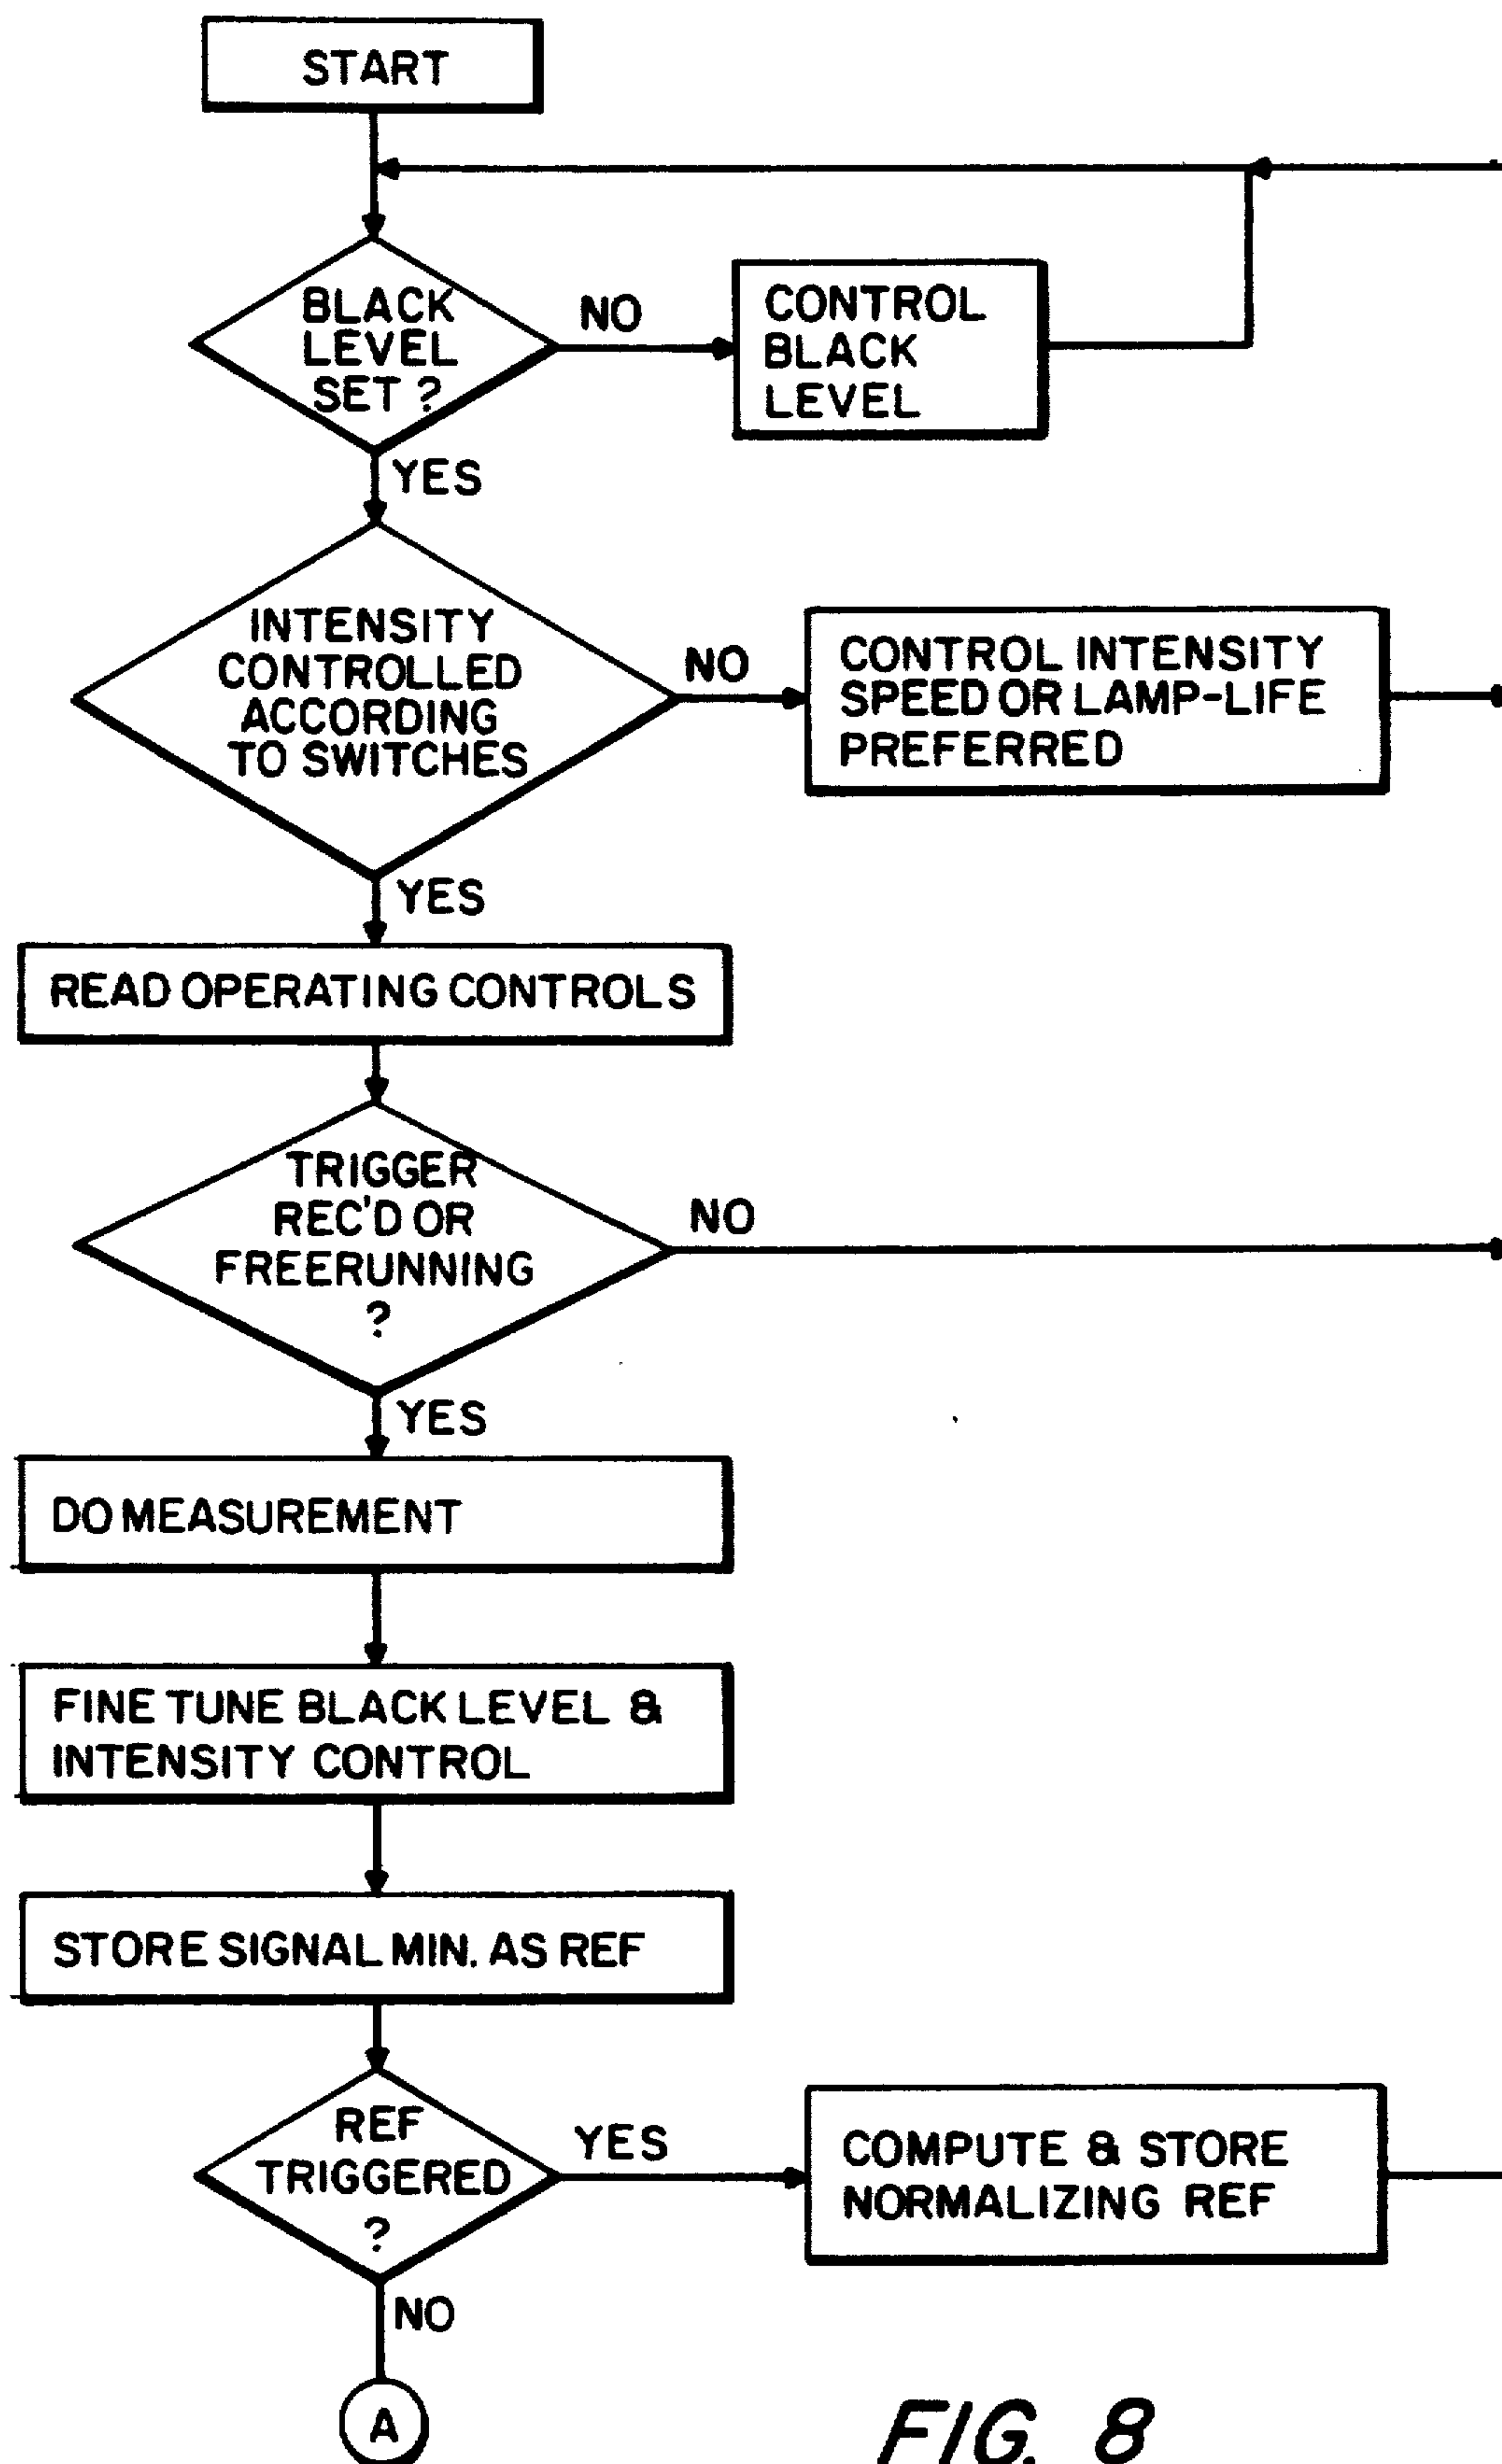 START
BLACK
LEVEL
SET ?
NO
CONTROL
BLACK
LEVEL
YES
INTENSITY
CONTROLLED
ACCORDING
TO SWITCHES
NO
CONTROL INTENSITY
SPEED OR LAMP-LIFE
PREFERRED
YES
READ OPERATING CONTROLS
TRIGGER
REC'D OR
FREERUNNING
?
NO
YES
DO MEASUREMENT
FINE TUNE BLACK LEVEL &
INTENSITY CONTROL
STORE SIGNAL MIN. AS REF
REF
TRIGGERED
?
YES
COMPUTE & STORE
NORMALIZING REF
NO
A
FIG. 8